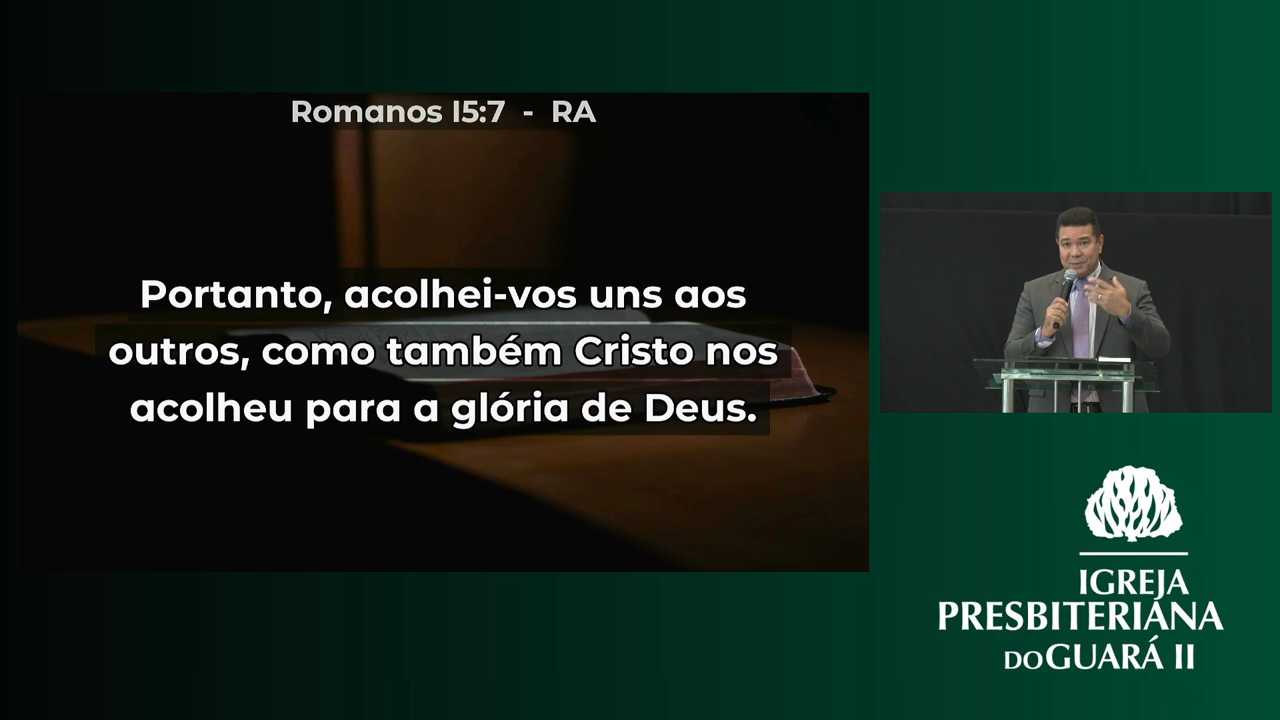 Romanos 15:7 - RA
Portanto, acolhei-vos uns aos
outros, como também Cristo nos
acolheu para a glória de Deus.
IGREJA
PRESBITERIANA
DO GUARÁ II